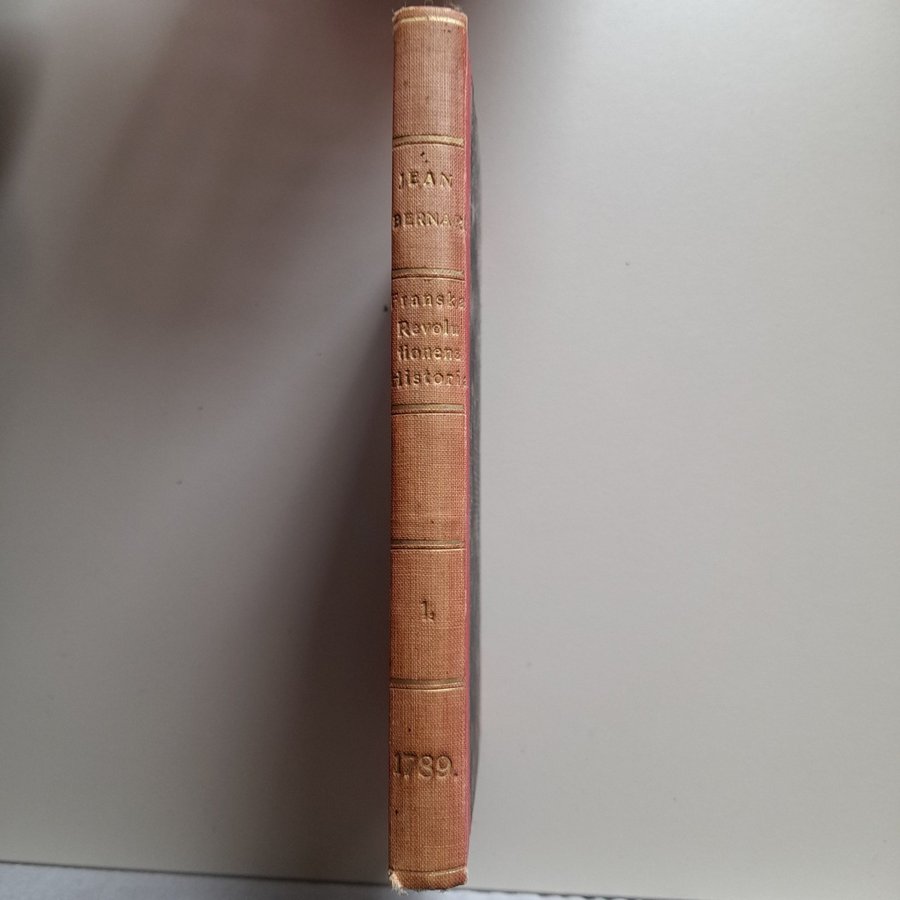 JEAN
BERNARD
Franska
Revolu
tionens
Historia
1,
1789.